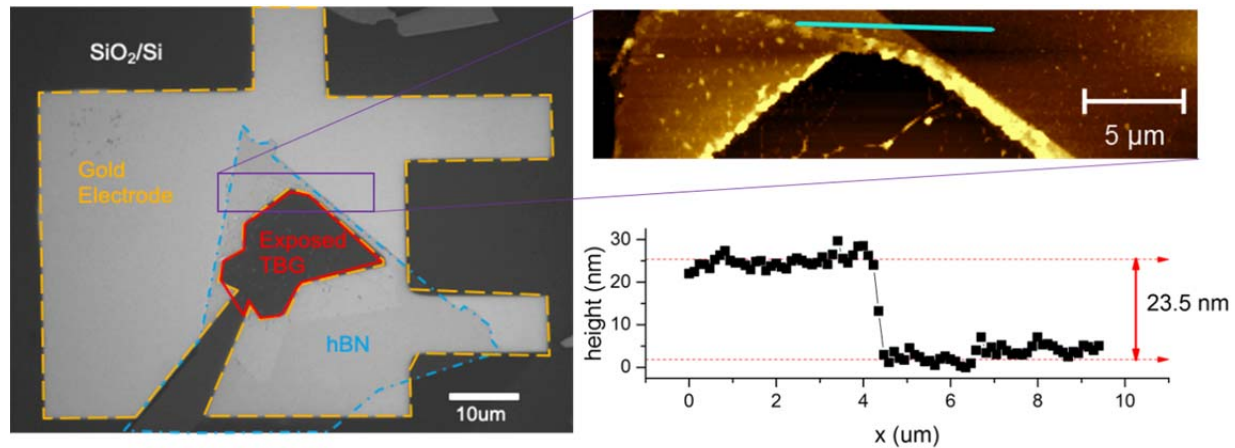 SiO2/Si
Gold
Electrode
Exposed
TBG
hBN
10um
5 μm
30
20
10
0
height (nm)
23.5 nm
0 2 4 6 8 10
x (um)